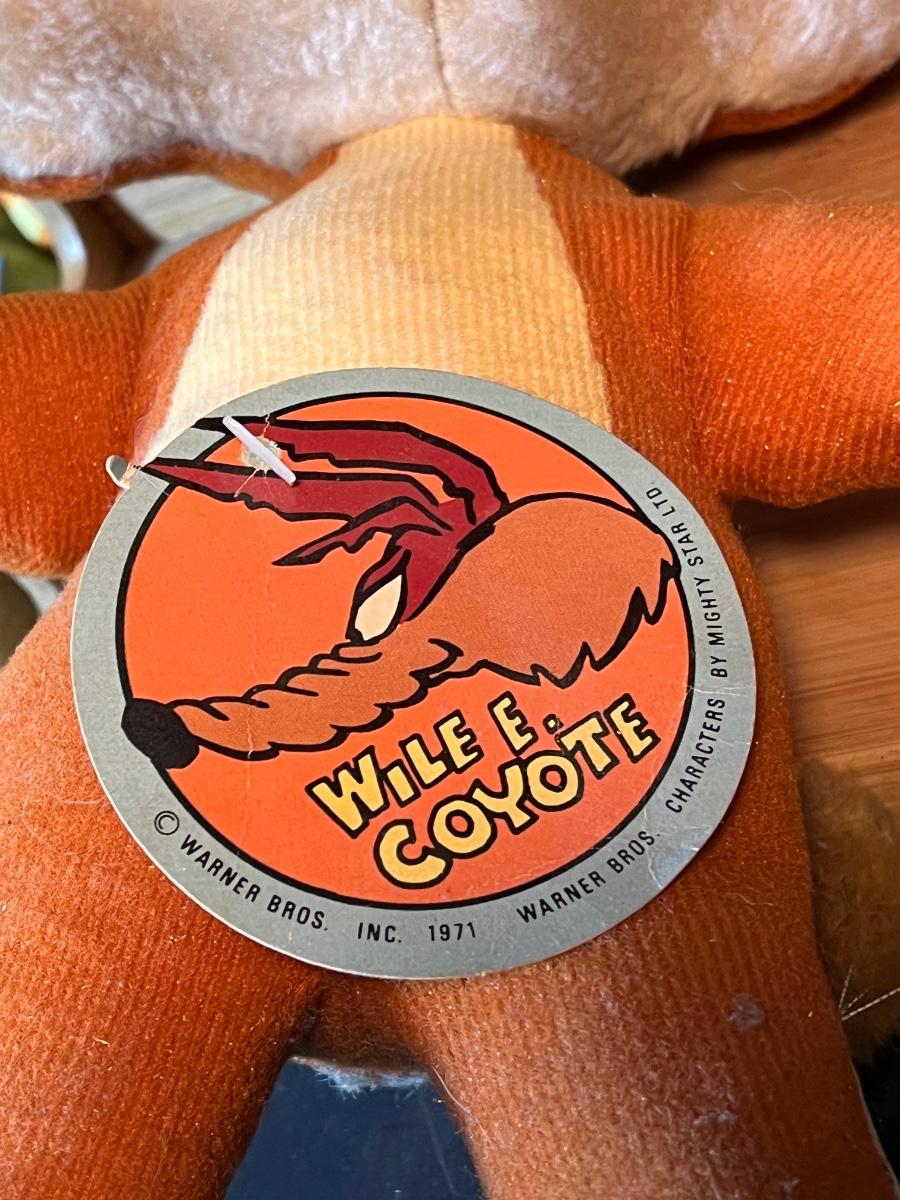 WILE E.
COYOTE
© WARNER BROS. INC. 1971 WARNER BROS. CHARACTERS BY MIGHTY STAR LTD.